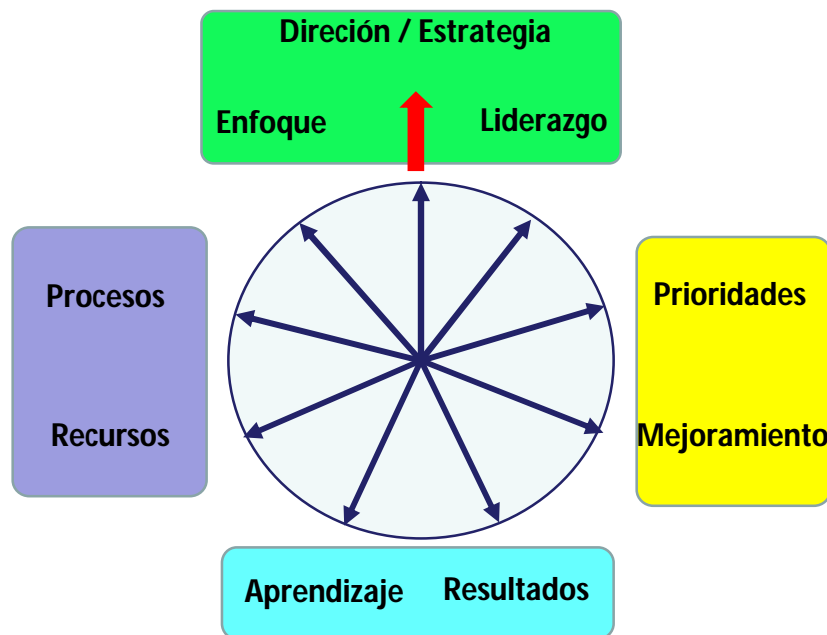 Direción / Estrategia
Enfoque
Liderazgo
Procesos
Recursos
Prioridades
Mejoramiento
Aprendizaje
Resultados